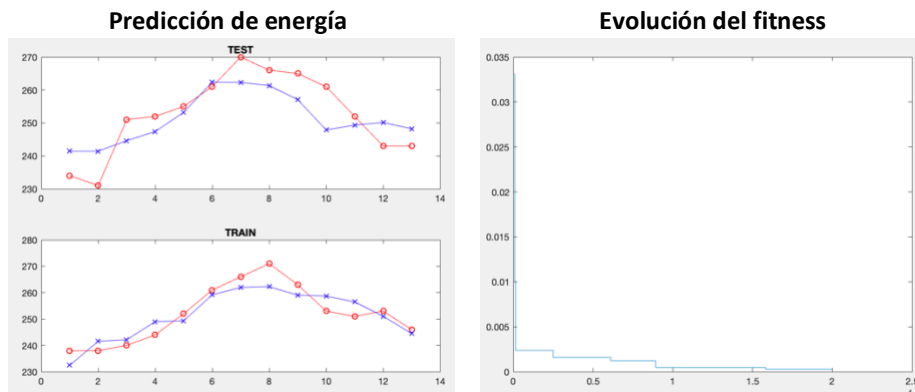 Predicción de energía
Evolución del fitness
TEST
270
260
250
240
230
0 2 4 6 8 10 12 14
TRAIN
280
270
260
250
240
230
0 2 4 6 8 10 12 14
0.035
0.03
0.025
0.02
0.015
0.01
0.005
0
0 0.5 1 1.5 2